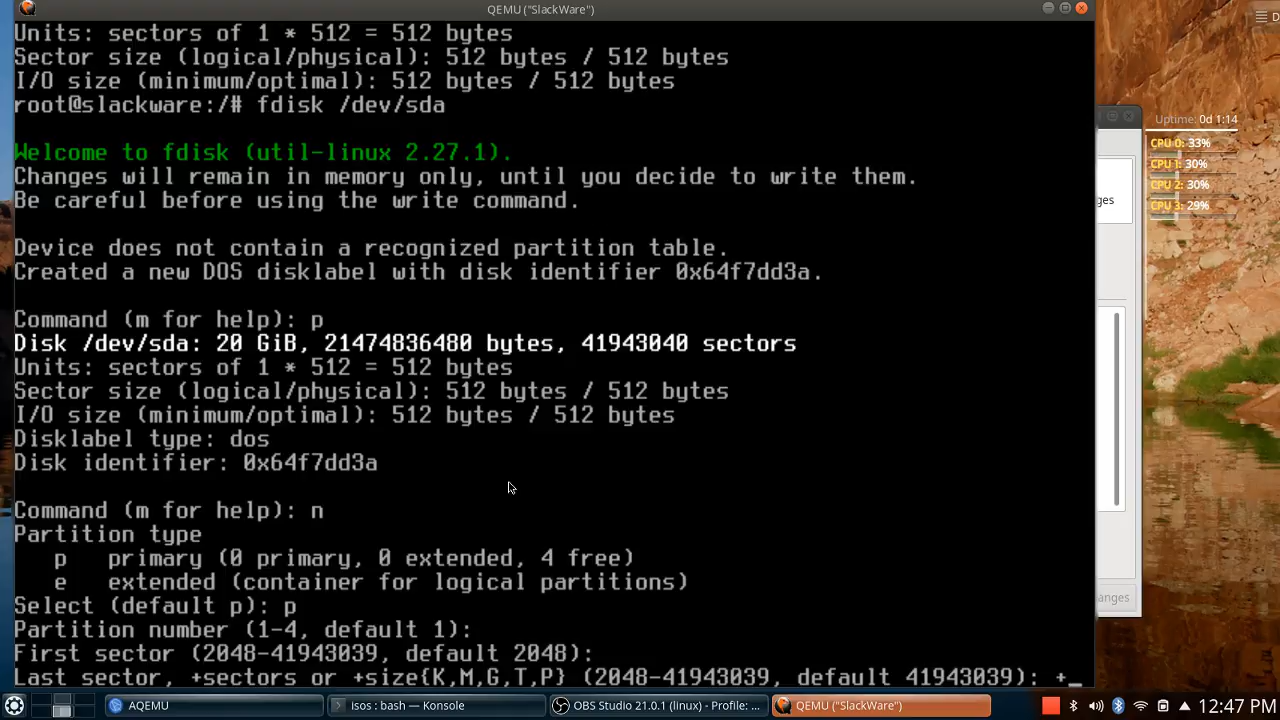 QEMU ("SlackWare")
Units: sectors of 1 * 512 = 512 bytes
Sector size (logical/physical): 512 bytes / 512 bytes
I/O size (minimum/optimal): 512 bytes / 512 bytes
root@slackware:/# fdisk /dev/sda
Welcome to fdisk (util-linux 2.27.1).
Changes will remain in memory only, until you decide to write them.
Be careful before using the write command.
Device does not contain a recognized partition table.
Created a new DOS disklabel with disk identifier 0x64f7dd3a.
Command (m for help): p
Disk /dev/sda: 20 GiB, 21474836480 bytes, 41943040 sectors
Units: sectors of 1 * 512 = 512 bytes
Sector size (logical/physical): 512 bytes / 512 bytes
I/O size (minimum/optimal): 512 bytes / 512 bytes
Disklabel type: dos
Disk identifier: 0x64f7dd3a
Command (m for help): n
Partition type
p primary (0 primary, 0 extended, 4 free)
e extended (container for logical partitions)
Select (default p): p
Partition number (1-4, default 1):
First sector (2048-41943039, default 2048):
Last sector, +sectors or +size{K,M,G,T,P} (2048-41943039, default 41943039): +_
D
Uptime: 0d 1:14
CPU 0: 33%
CPU 1: 30%
CPU 2: 30%
CPU 3: 29%
ges
anges
AQEMU
isos : bash — Konsole
OBS Studio 21.0.1 (linux) - Profile: ...
QEMU ("SlackWare")
12:47 PM